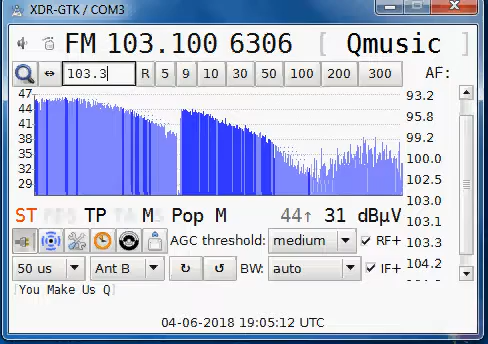 XDR-GTK / COM3
FM 103.100 6306 [ Qmusic ]
103.3 R 5 9 10 30 50 100 200 300 AF:
47
44
41
38
35
32
29
93.2
95.8
99.2
100.0
102.5
103.0
103.1
103.3
104.2
ST RDS TP TA MS M Pop M 44↑ 31 dBµV
AGC threshold: medium RF+
50 us Ant B ↻ ↺ BW: auto IF+
[You Make Us Q]
04-06-2018 19:05:12 UTC